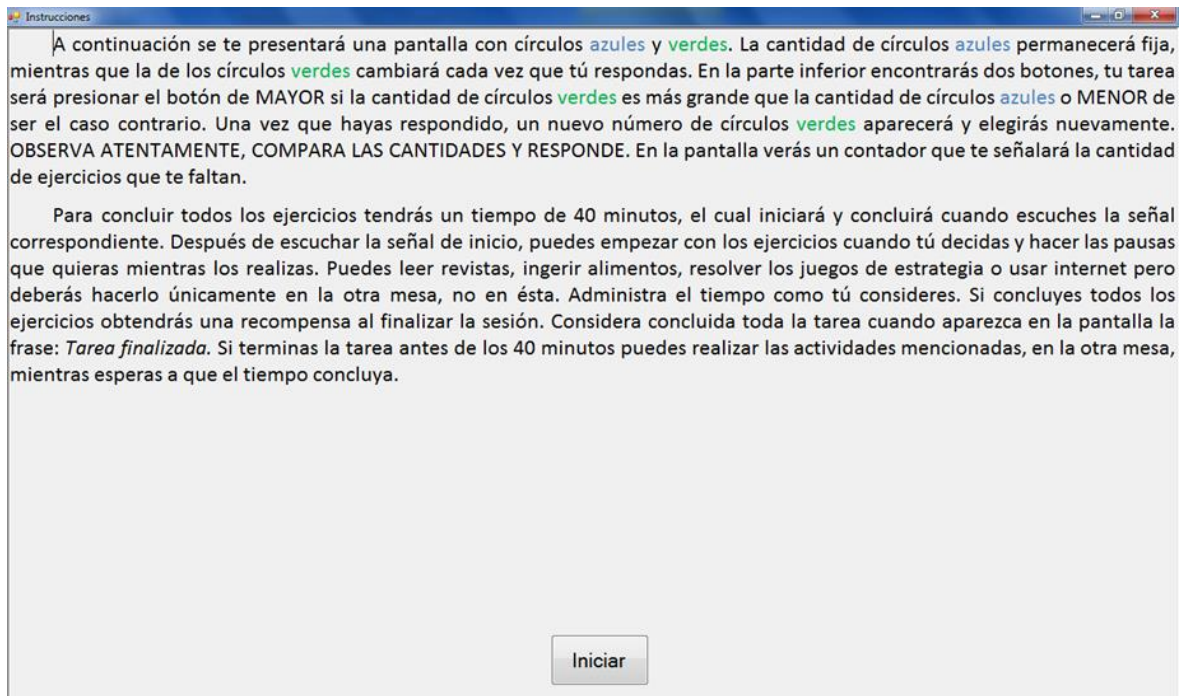 Instrucciones
A continuación se te presentará una pantalla con círculos azules y verdes. La cantidad de círculos azules permanecerá fija,
mientras que la de los círculos verdes cambiará cada vez que tú respondas. En la parte inferior encontrarás dos botones, tu tarea
será presionar el botón de MAYOR si la cantidad de círculos verdes es más grande que la cantidad de círculos azules o MENOR de
ser el caso contrario. Una vez que hayas respondido, un nuevo número de círculos verdes aparecerá y elegirás nuevamente.
OBSERVA ATENTAMENTE, COMPARA LAS CANTIDADES Y RESPONDE. En la pantalla verás un contador que te señalará la cantidad
de ejercicios que te faltan.
Para concluir todos los ejercicios tendrás un tiempo de 40 minutos, el cual iniciará y concluirá cuando escuches la señal
correspondiente. Después de escuchar la señal de inicio, puedes empezar con los ejercicios cuando tú decidas y hacer las pausas
que quieras mientras los realizas. Puedes leer revistas, ingerir alimentos, resolver los juegos de estrategia o usar internet pero
deberás hacerlo únicamente en la otra mesa, no en ésta. Administra el tiempo como tú consideres. Si concluyes todos los
ejercicios obtendrás una recompensa al finalizar la sesión. Considera concluida toda la tarea cuando aparezca en la pantalla la
frase: Tarea finalizada. Si terminas la tarea antes de los 40 minutos puedes realizar las actividades mencionadas, en la otra mesa,
mientras esperas a que el tiempo concluya.
Iniciar